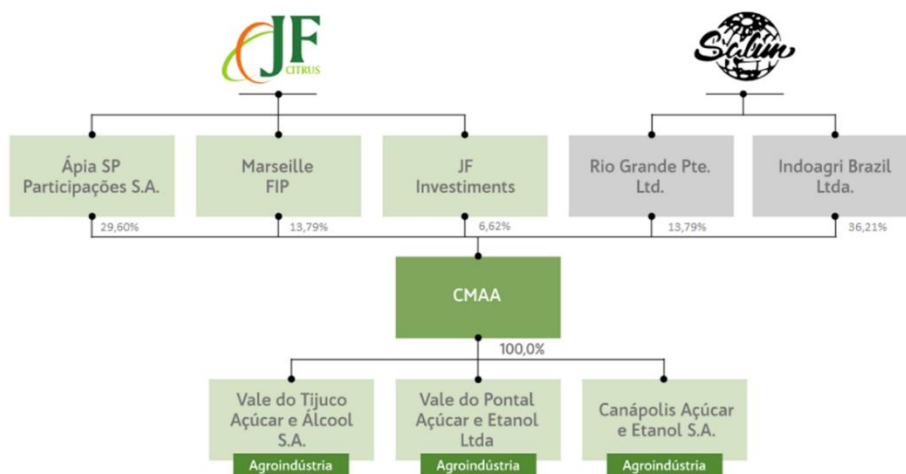 JF
CITRUS
Salim
Ápia SP
Participações S.A.
Marseille
FIP
JF
Investiments
Rio Grande Pte.
Ltd.
Indoagri Brazil
Ltda.
29,60%
13,79%
6,62%
13,79%
36,21%
CMAA
100,0%
Vale do Tijuco
Açúcar e Álcool
S.A.
Agroindústria
Vale do Pontal
Açúcar e Etanol
Ltda
Agroindústria
Canápolis Açúcar
e Etanol S.A.
Agroindústria